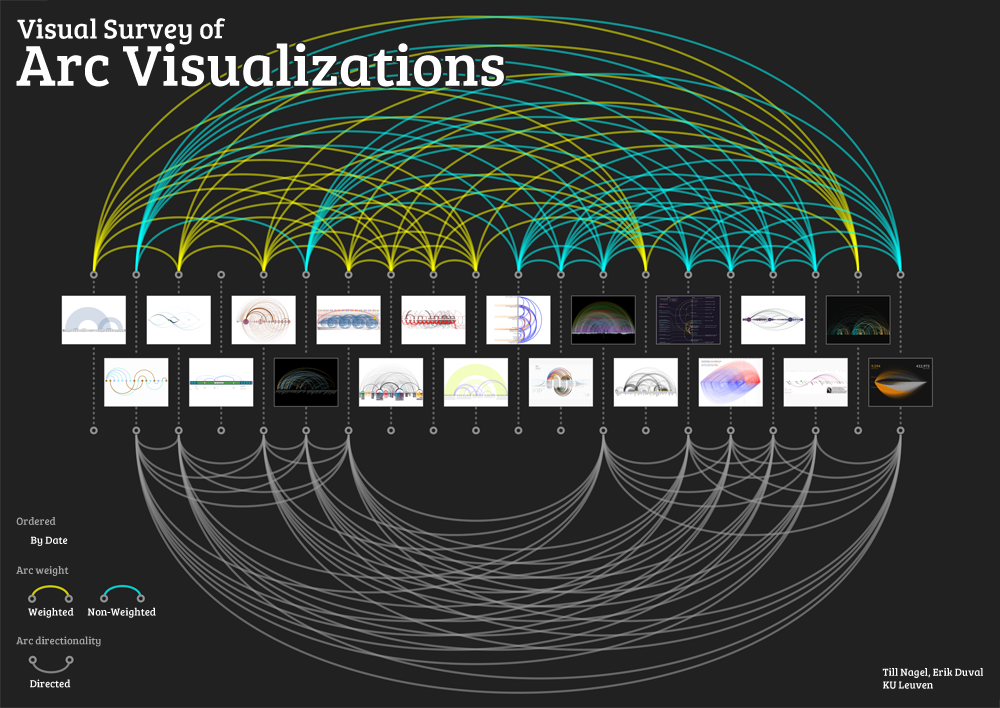 Visual Survey of
Arc Visualizations
Ordered
By Date
Arc weight
Weighted Non-Weighted
Arc directionality
Directed
Till Nagel, Erik Duval
KU Leuven